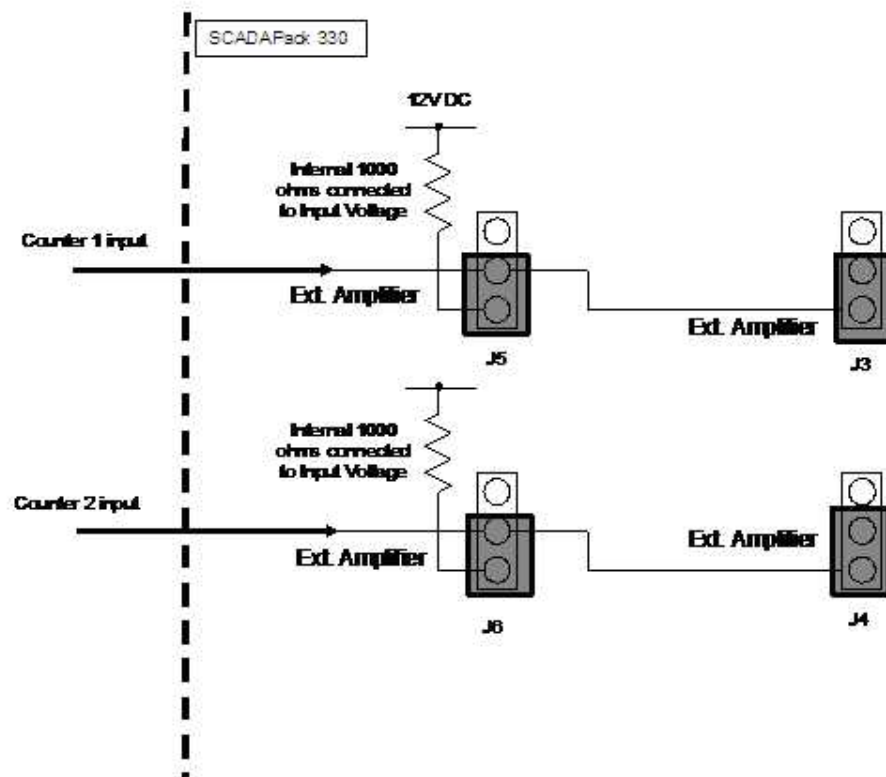 SCADAPack 330
12V DC
Internal 1000
ohms connected
to Input Voltage
Counter 1 input
Ext. Amplifier
Ext. Amplifier
J5
J3
Internal 1000
ohms connected
to Input Voltage
Counter 2 input
Ext. Amplifier
Ext. Amplifier
J6
J4